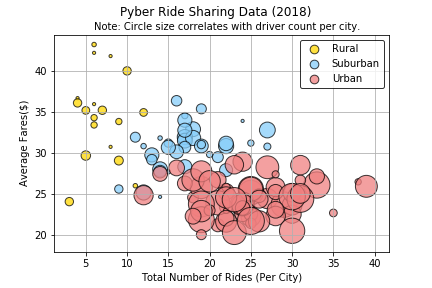 Pyber Ride Sharing Data (2018)
Note: Circle size correlates with driver count per city.
Rural
Suburban
Urban
Average Fares($)
40
35
30
25
20
5
10
15
20
25
30
35
40
Total Number of Rides (Per City)